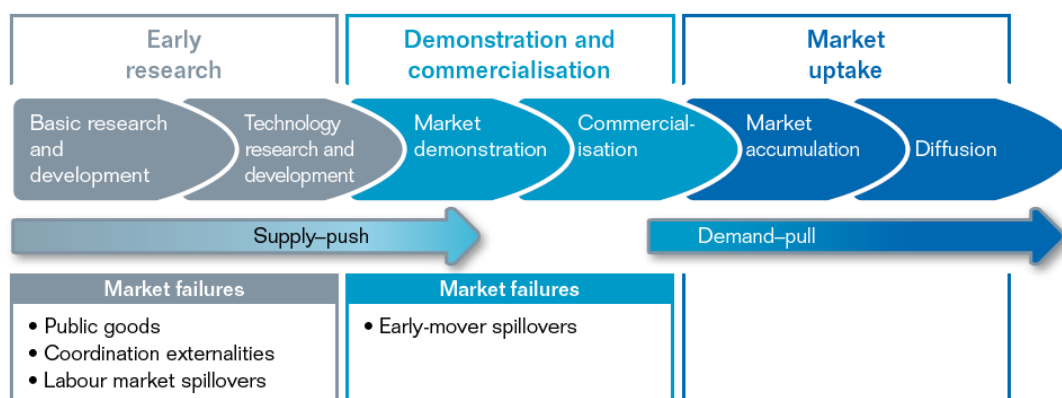 Early
research
Demonstration and
commercialisation
Market
uptake
Basic research
and
development
Technology
research and
development
Market
demonstration
Commercial-
isation
Market
accumulation
Diffusion
Supply–push
Demand–pull
Market failures
• Public goods
• Coordination externalities
• Labour market spillovers
Market failures
• Early-mover spillovers